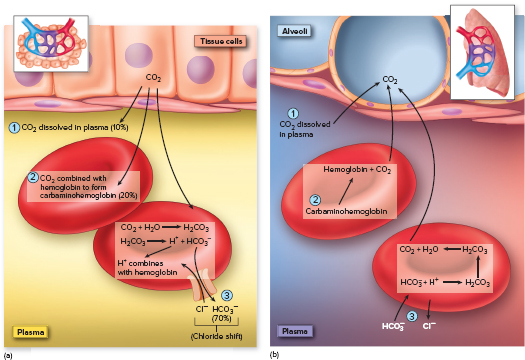 Tissue cells
CO2
1 CO2 dissolved in plasma (10%)
2 CO2 combined with
hemoglobin to form
carbaminohemoglobin (20%)
CO2 + H2O → H2CO3
H2CO3 → H+ + HCO3−
H+ combines
with hemoglobin
3
Cl− HCO3−
(70%)
(Chloride shift)
Plasma
(a)
Alveoli
CO2
1
CO2 dissolved
in plasma
Hemoglobin + CO2
2
Carbaminohemoglobin
CO2 + H2O ← H2CO3
HCO3− + H+ → H2CO3
3
HCO3− Cl−
Plasma
(b)